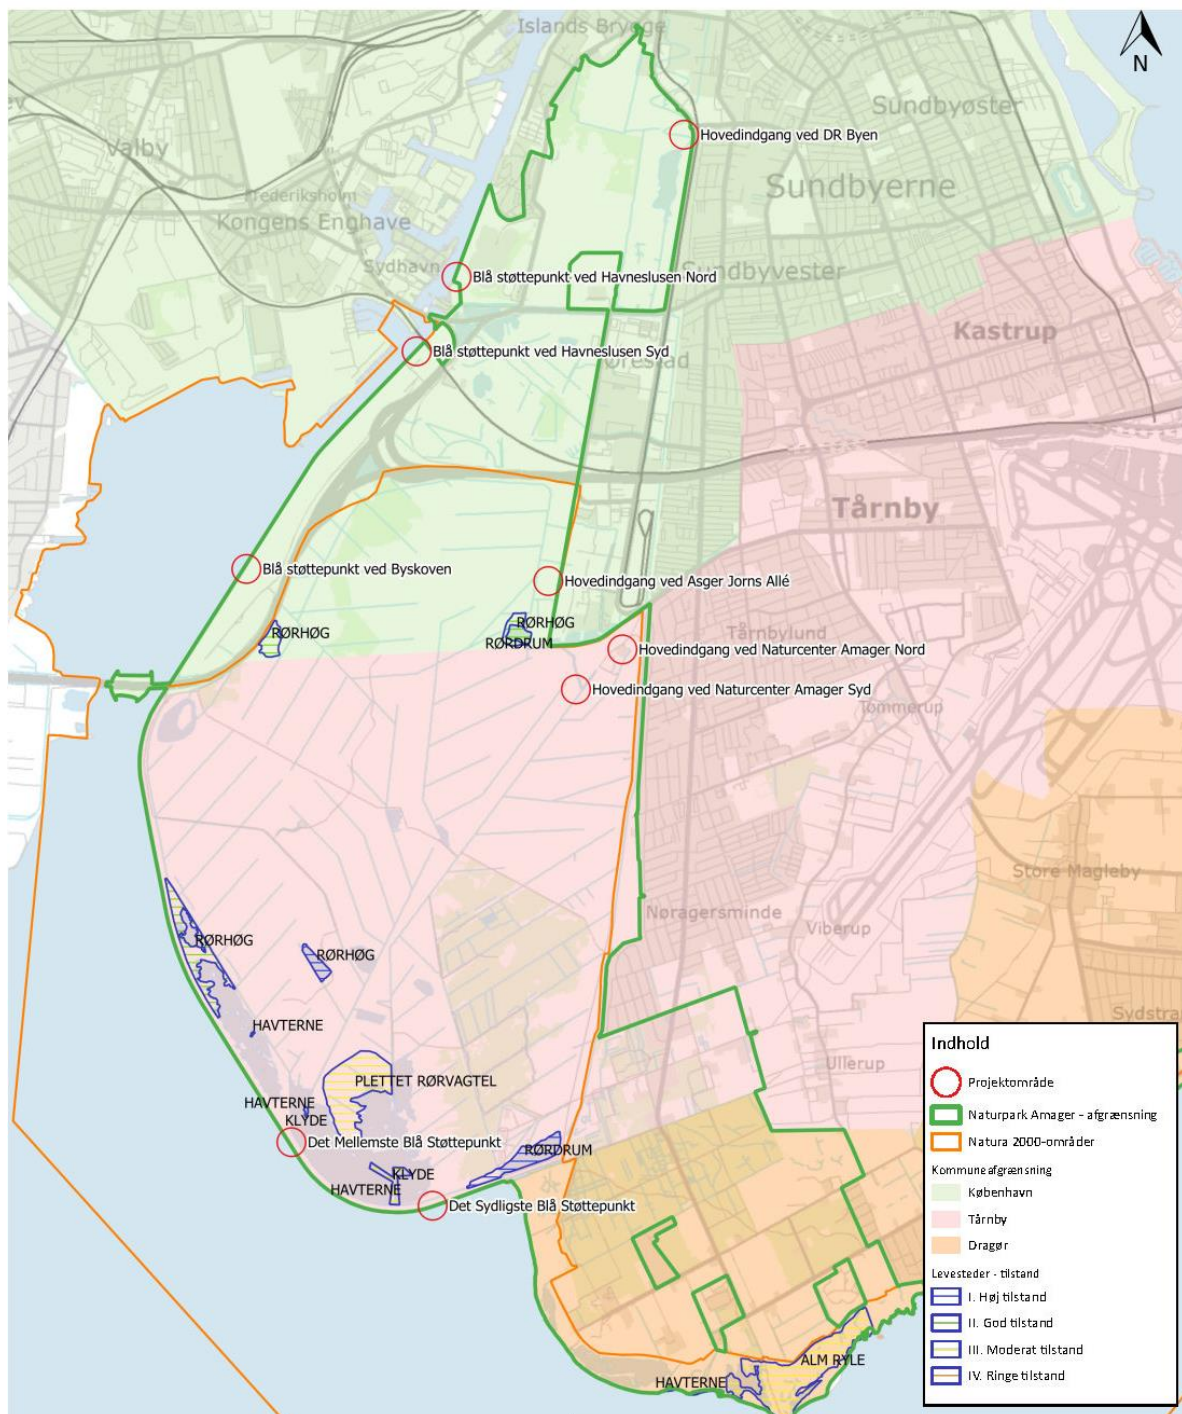 Islands Brygge
N
Sundbyøster
Hovedindgang ved DR Byen
Valby
Sundbyerne
Frederiksholm
Kongens Enghave
Sydhavn
Blå støttepunkt ved Havneslusen Nord
Sundbyvester
Kastrup
Blå støttepunkt ved Havneslusen Syd
Ørestad
Tårnby
Blå støttepunkt ved Byskoven
Hovedindgang ved Asger Jorns Allé
RØRHØG
RØRHØG
RØRDRUM
Tårnbylund
Hovedindgang ved Naturcenter Amager Nord
Hovedindgang ved Naturcenter Amager Syd
Tømmerup
Store Magleby
Nøragersminde
Viberup
RØRHØG
RØRHØG
Sydstra
HAVTERNE
Ullerup
PLETTET RØRVAGTEL
HAVTERNE
KLYDE
Det Mellemste Blå Støttepunkt
RØRDRUM
KLYDE
HAVTERNE
Det Sydligste Blå Støttepunkt
ALM RYLE
HAVTERNE
Indhold
Projektområde
Naturpark Amager - afgrænsning
Natura 2000-områder
Kommuneafgrænsning
København
Tårnby
Dragør
Levesteder - tilstand
I. Høj tilstand
II. God tilstand
III. Moderat tilstand
IV. Ringe tilstand